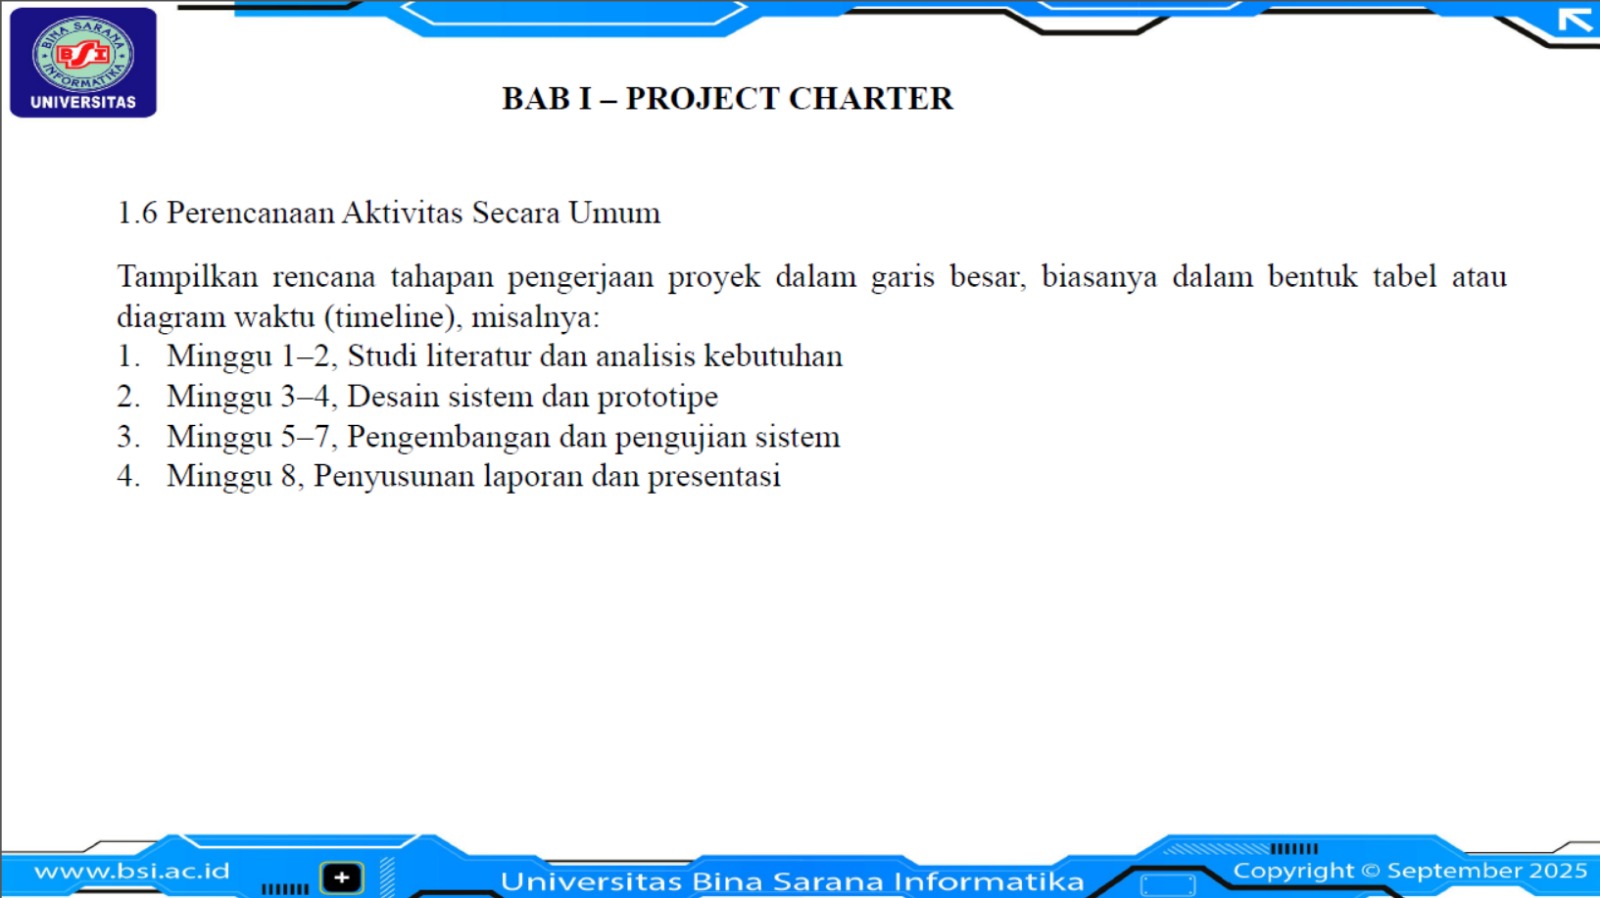 BINA SARANA
BSI
INFORMATIKA
UNIVERSITAS
BAB I – PROJECT CHARTER
1.6 Perencanaan Aktivitas Secara Umum
Tampilkan rencana tahapan pengerjaan proyek dalam garis besar, biasanya dalam bentuk tabel atau
diagram waktu (timeline), misalnya:
1. Minggu 1–2, Studi literatur dan analisis kebutuhan
2. Minggu 3–4, Desain sistem dan prototipe
3. Minggu 5–7, Pengembangan dan pengujian sistem
4. Minggu 8, Penyusunan laporan dan presentasi
www.bsi.ac.id
Universitas Bina Sarana Informatika
Copyright © September 2025